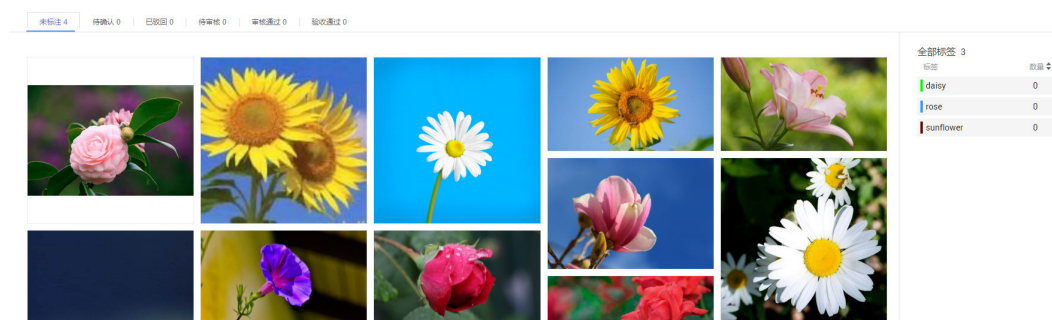 未标注 4 待确认 0 已驳回 0 待审核 0 审核通过 0 验收通过 0
全部标签 3
标签 数量
daisy 0
rose 0
sunflower 0